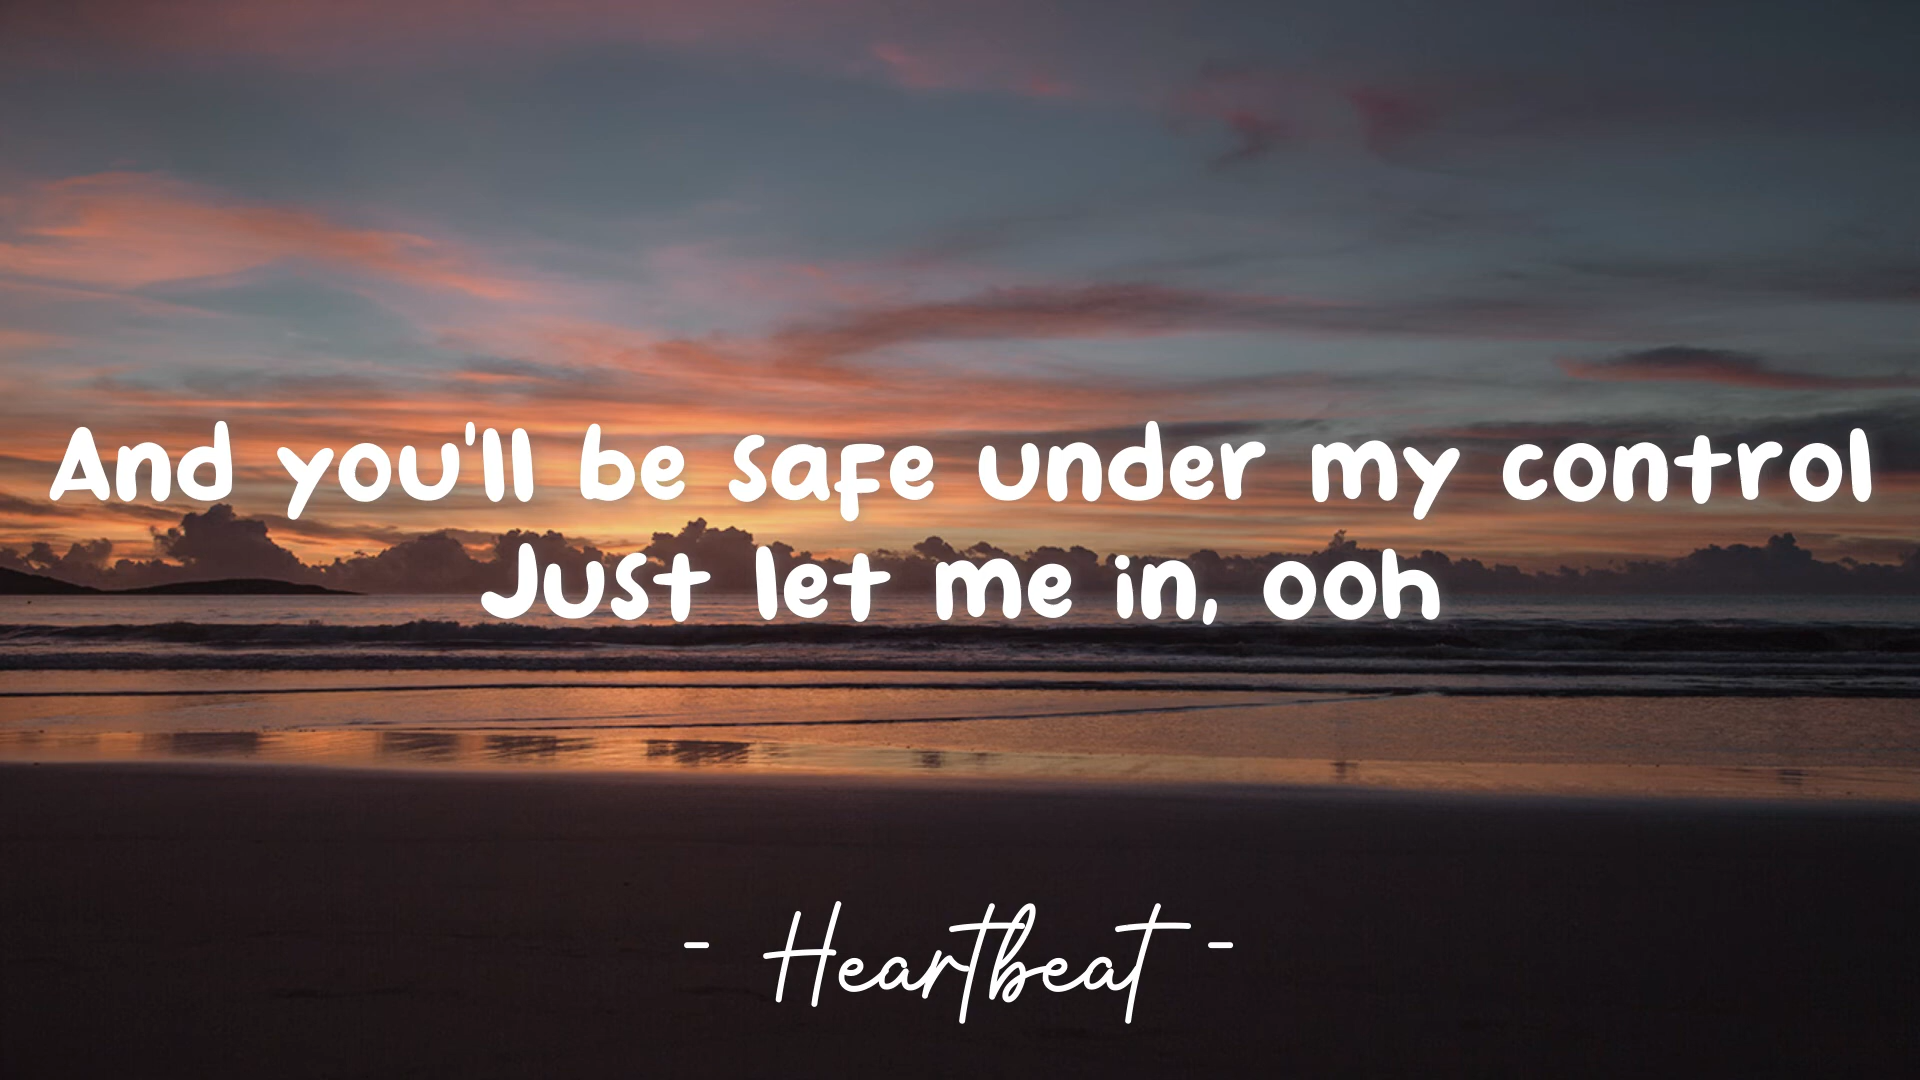 And you'll be safe under my control
Just let me in, ooh
- Heartbeat -